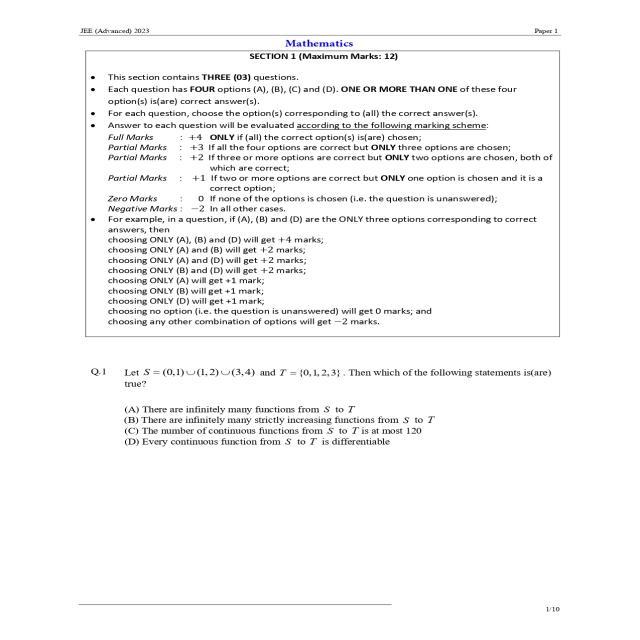 JEE (Advanced) 2023 Paper 1
Mathematics
SECTION 1 (Maximum Marks: 12)
• This section contains THREE (03) questions.
• Each question has FOUR options (A), (B), (C) and (D). ONE OR MORE THAN ONE of these four
option(s) is(are) correct answer(s).
• For each question, choose the option(s) corresponding to (all) the correct answer(s).
• Answer to each question will be evaluated according to the following marking scheme:
Full Marks : +4 ONLY if (all) the correct option(s) is(are) chosen;
Partial Marks : +3 If all the four options are correct but ONLY three options are chosen;
Partial Marks : +2 If three or more options are correct but ONLY two options are chosen, both of
which are correct;
Partial Marks : +1 If two or more options are correct but ONLY one option is chosen and it is a
correct option;
Zero Marks : 0 If none of the options is chosen (i.e. the question is unanswered);
Negative Marks : −2 In all other cases.
• For example, in a question, if (A), (B) and (D) are the ONLY three options corresponding to correct
answers, then
choosing ONLY (A), (B) and (D) will get +4 marks;
choosing ONLY (A) and (B) will get +2 marks;
choosing ONLY (A) and (D) will get +2 marks;
choosing ONLY (B) and (D) will get +2 marks;
choosing ONLY (A) will get +1 mark;
choosing ONLY (B) will get +1 mark;
choosing ONLY (D) will get +1 mark;
choosing no option (i.e. the question is unanswered) will get 0 marks; and
choosing any other combination of options will get −2 marks.
Q.1 Let S = (0,1) ∪ (1,2) ∪ (3,4) and T = {0,1,2,3}. Then which of the following statements is(are)
true?
(A) There are infinitely many functions from S to T
(B) There are infinitely many strictly increasing functions from S to T
(C) The number of continuous functions from S to T is at most 120
(D) Every continuous function from S to T is differentiable
1/10